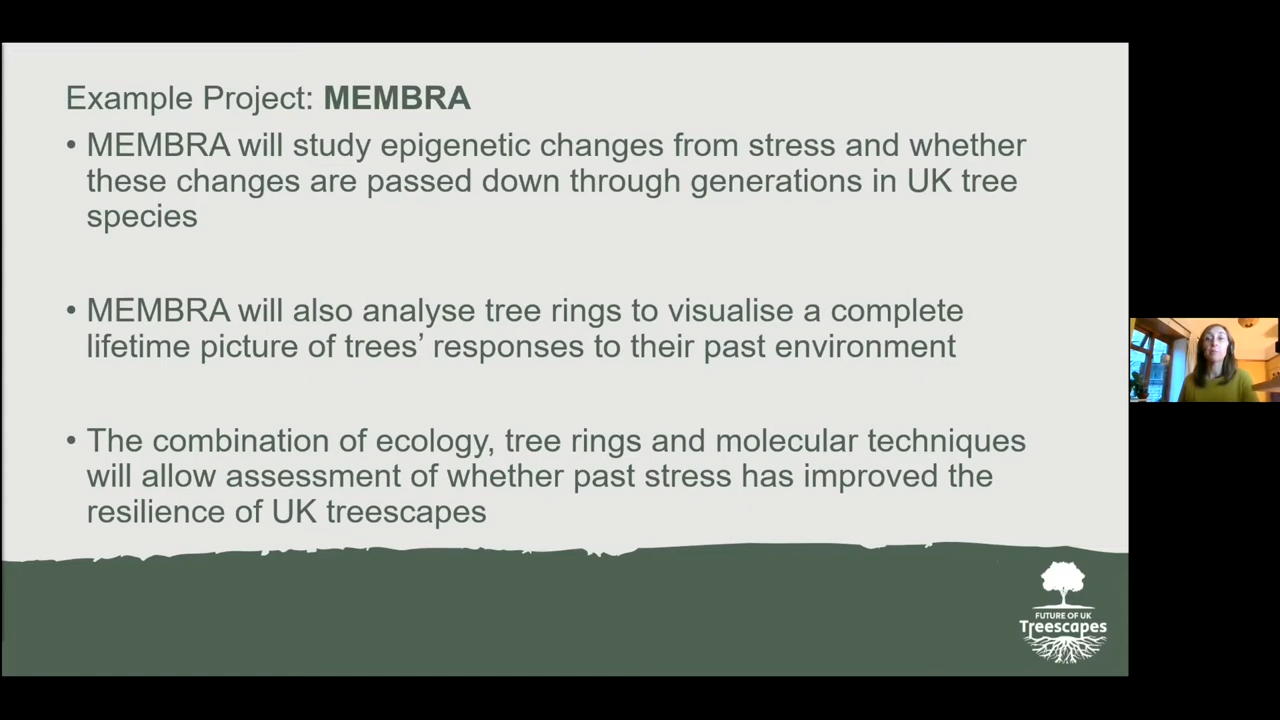 Example Project: MEMBRA
• MEMBRA will study epigenetic changes from stress and whether
these changes are passed down through generations in UK tree
species
• MEMBRA will also analyse tree rings to visualise a complete
lifetime picture of trees’ responses to their past environment
• The combination of ecology, tree rings and molecular techniques
will allow assessment of whether past stress has improved the
resilience of UK treescapes
FUTURE OF UK
Treescapes